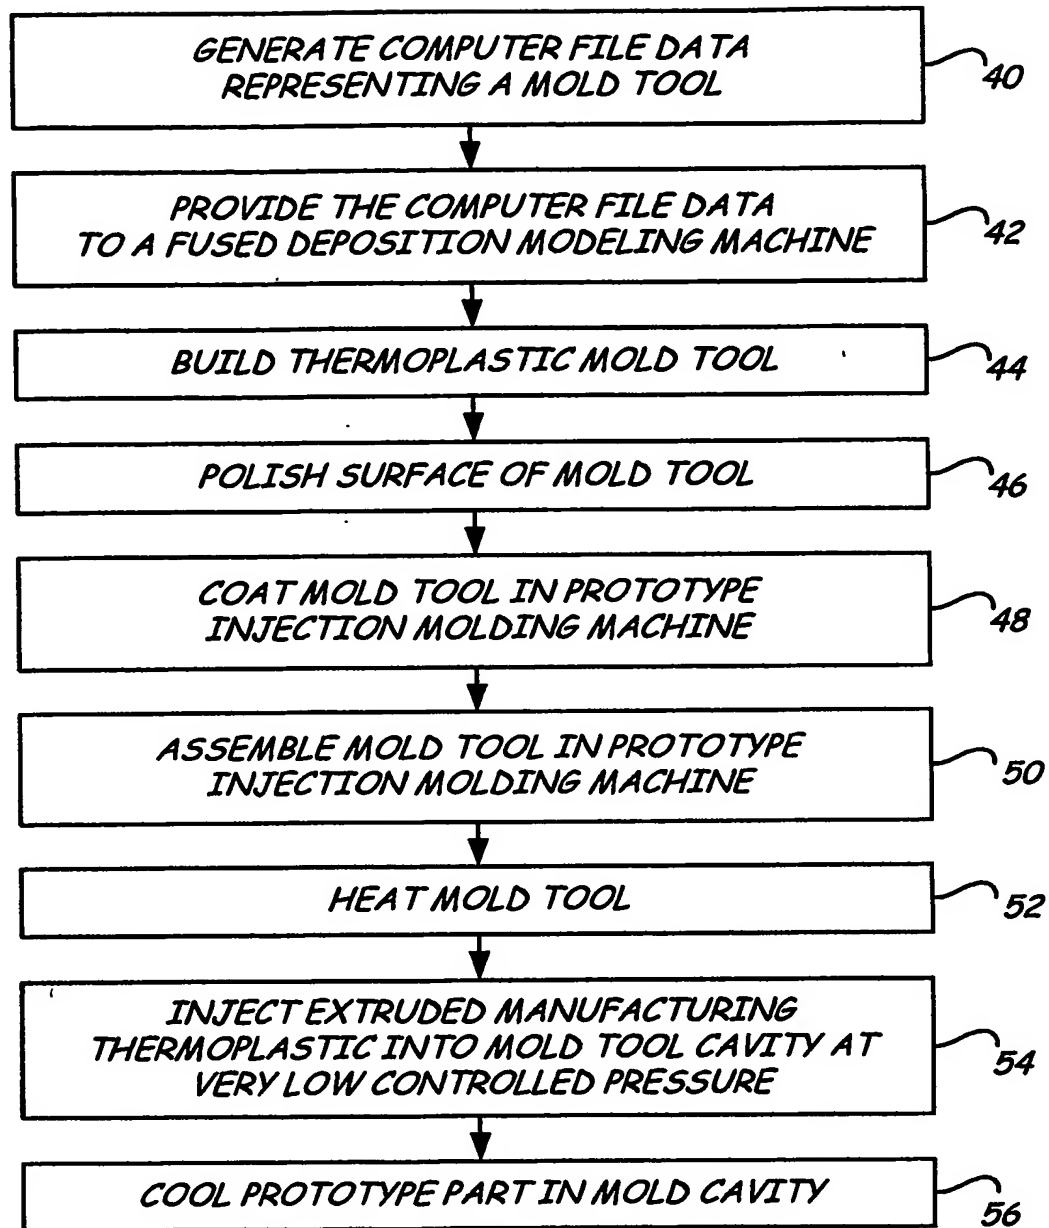 GENERATE COMPUTER FILE DATA
REPRESENTING A MOLD TOOL
40
PROVIDE THE COMPUTER FILE DATA
TO A FUSED DEPOSITION MODELING MACHINE
42
BUILD THERMOPLASTIC MOLD TOOL
44
POLISH SURFACE OF MOLD TOOL
46
COAT MOLD TOOL IN PROTOTYPE
INJECTION MOLDING MACHINE
48
ASSEMBLE MOLD TOOL IN PROTOTYPE
INJECTION MOLDING MACHINE
50
HEAT MOLD TOOL
52
INJECT EXTRUDED MANUFACTURING
THERMOPLASTIC INTO MOLD TOOL CAVITY AT
VERY LOW CONTROLLED PRESSURE
54
COOL PROTOTYPE PART IN MOLD CAVITY
56